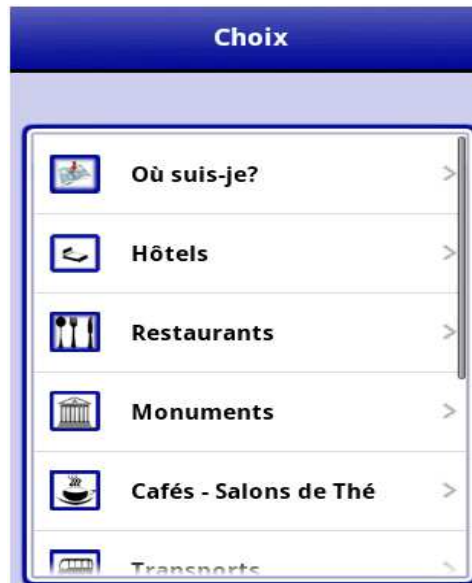 Choix
Où suis-je?
Hôtels
Restaurants
Monuments
Cafés - Salons de Thé
Transports